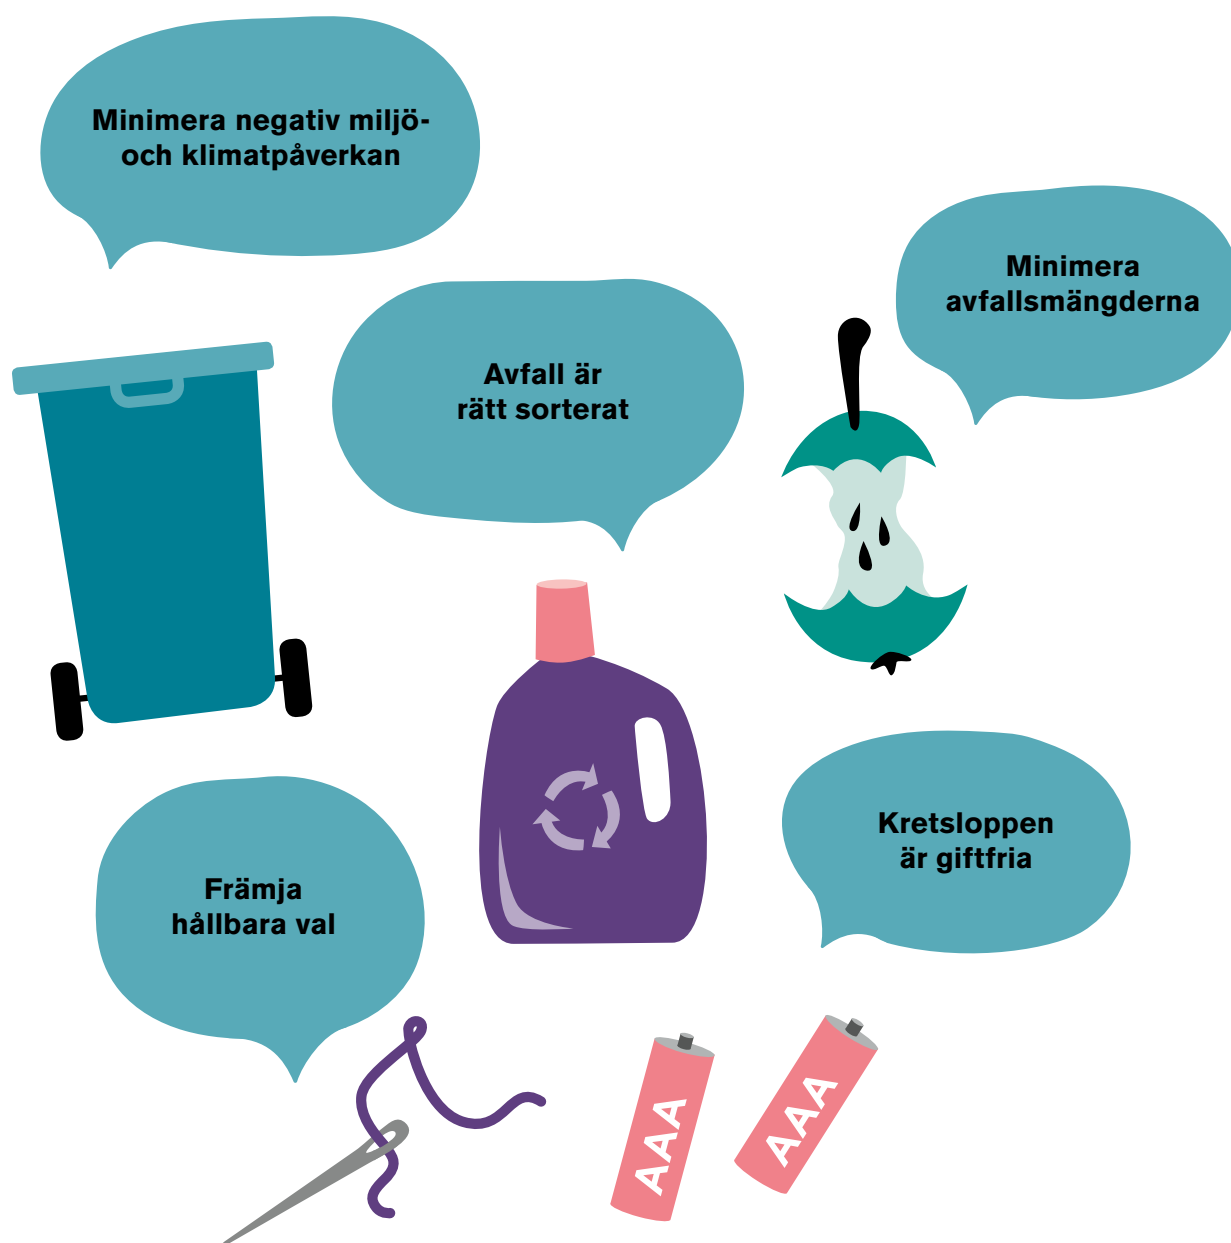 Minimera negativ miljö-
och klimatpåverkan
Minimera
avfallsmängderna
Avfall är
rätt sorterat
Kretsloppen
är giftfria
Främja
hållbara val
AAA
AAA